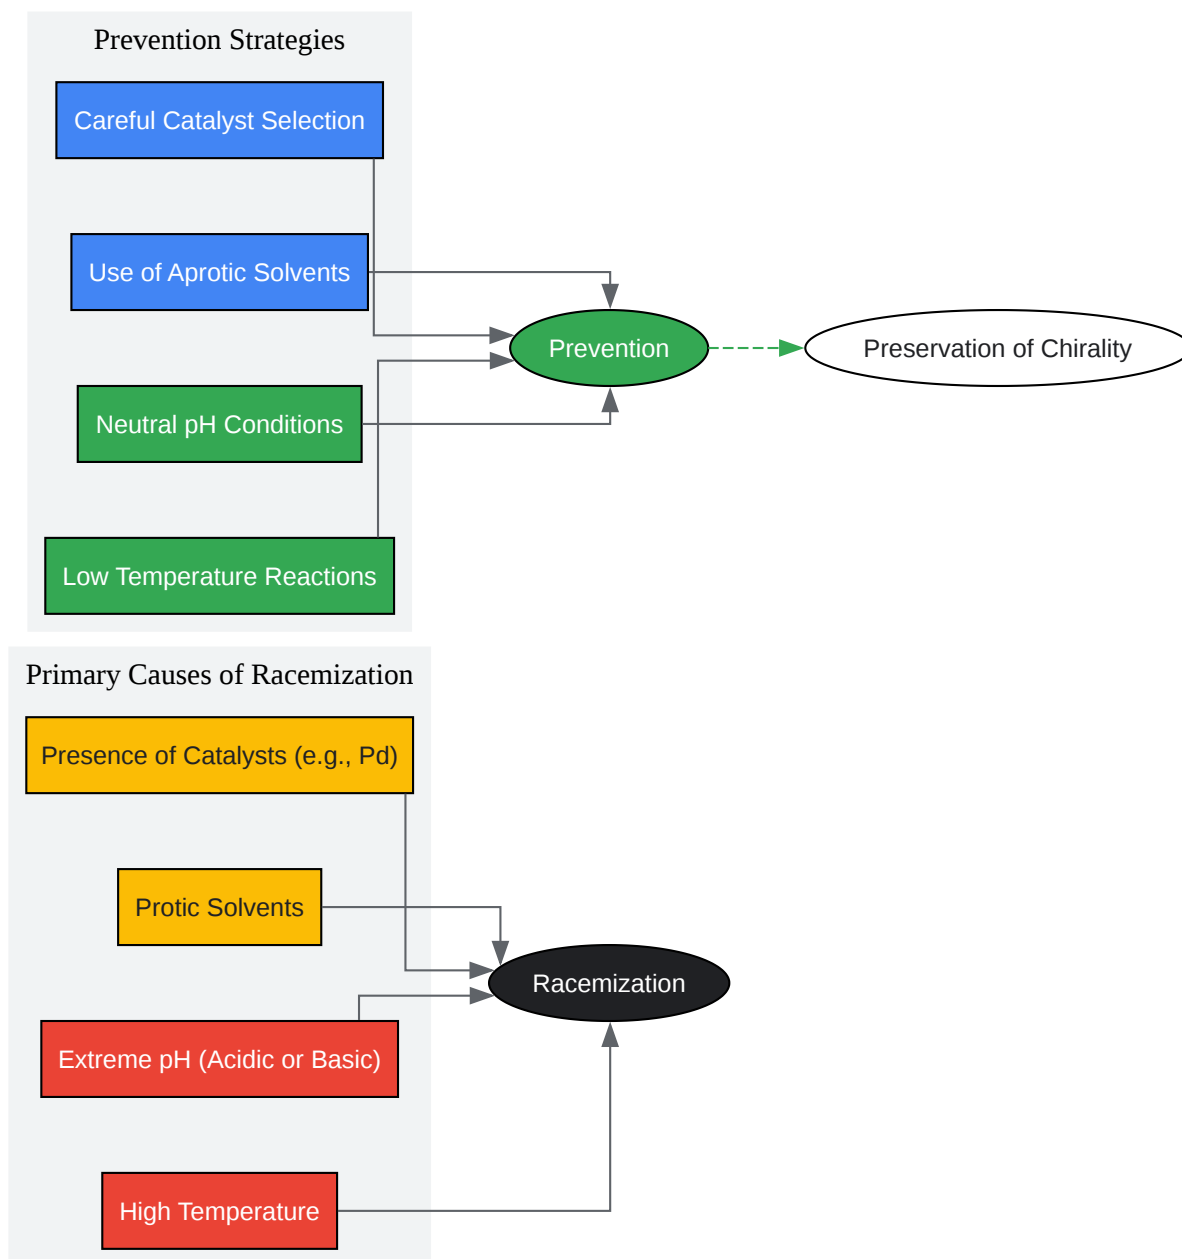 Prevention Strategies
Careful Catalyst Selection
Use of Aprotic Solvents
Prevention
Preservation of Chirality
Neutral pH Conditions
Low Temperature Reactions
Primary Causes of Racemization
Presence of Catalysts (e.g., Pd)
Protic Solvents
Racemization
Extreme pH (Acidic or Basic)
High Temperature